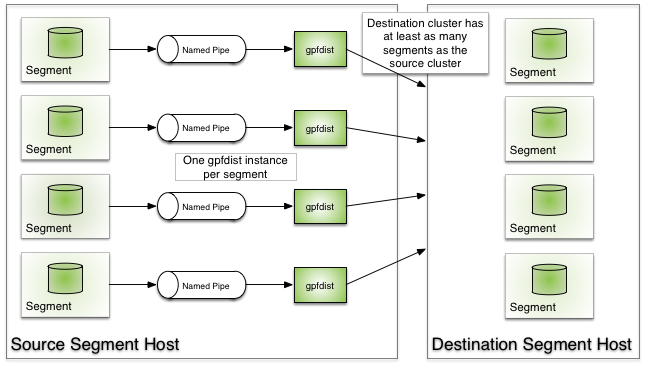 Destination cluster has
at least as many
segments as the
source cluster
Segment
Named Pipe
gpfdist
Segment
Segment
Named Pipe
gpfdist
Segment
One gpfdist instance
per segment
Segment
Named Pipe
gpfdist
Segment
Segment
Named Pipe
gpfdist
Segment
Source Segment Host
Destination Segment Host